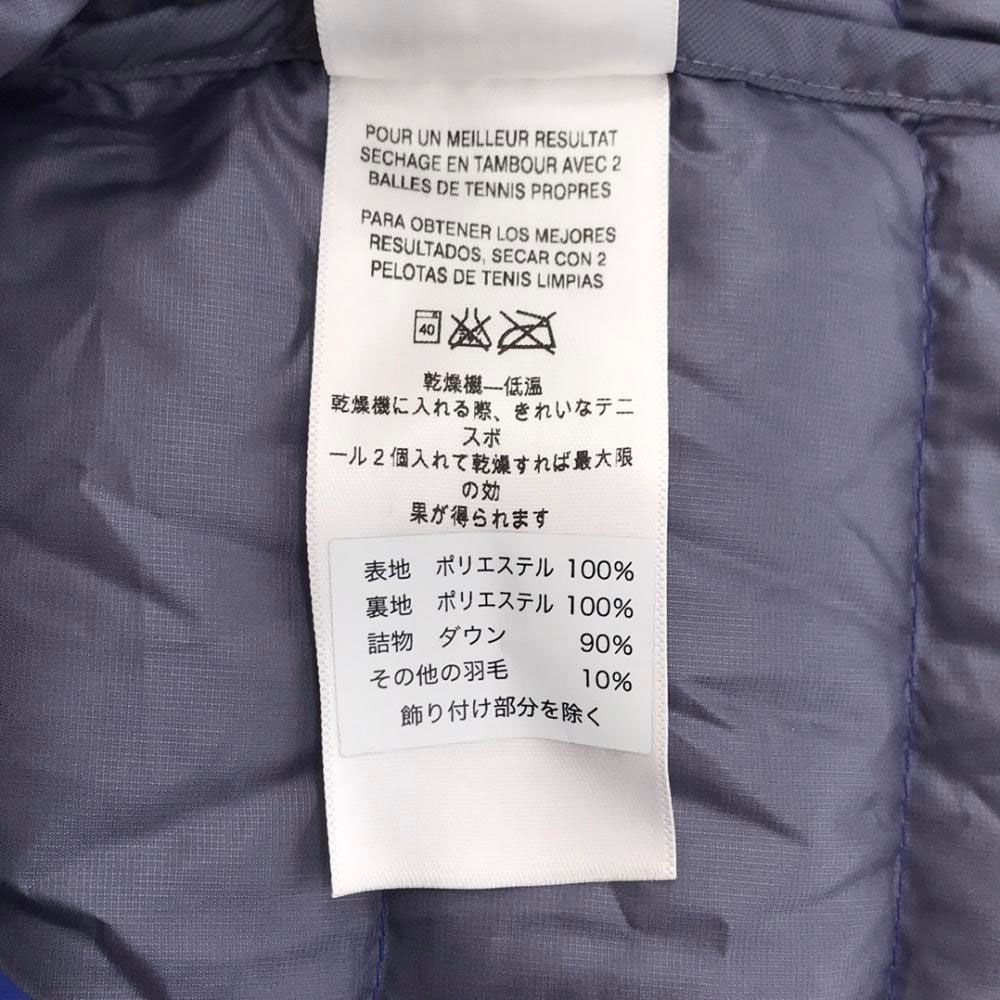 POUR UN MEILLEUR RESULTAT
SECHAGE EN TAMBOUR AVEC 2
BALLES DE TENNIS PROPRES
PARA OBTENER LOS MEJORES
RESULTADOS, SECAR CON 2
PELOTAS DE TENIS LIMPIAS
40
乾燥機—低温
乾燥機に入れる際、きれいなテニ
スボ
ール2個入れて乾燥すれば最大限
の効
果が得られます
表地 ポリエステル 100%
裏地 ポリエステル 100%
詰物 ダウン 90%
その他の羽毛 10%
飾り付け部分を除く